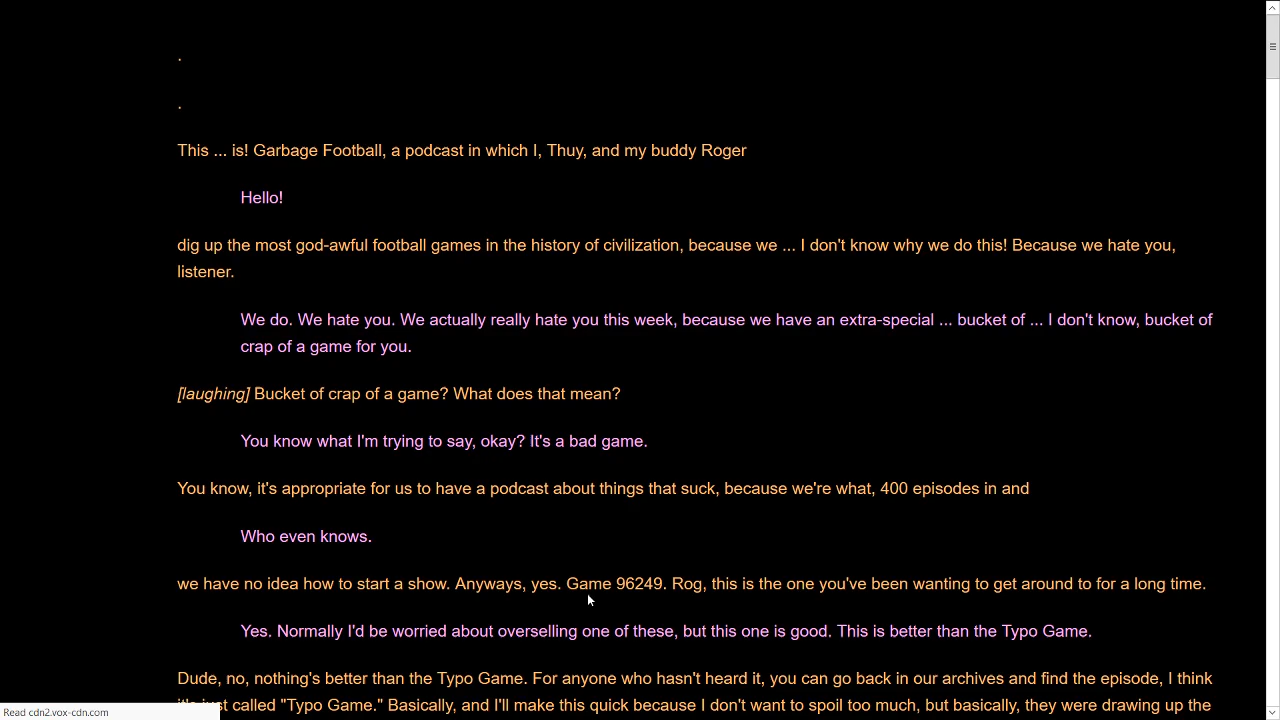 .
.
This ... is! Garbage Football, a podcast in which I, Thuy, and my buddy Roger
Hello!
dig up the most god-awful football games in the history of civilization, because we ... I don't know why we do this! Because we hate you,
listener.
We do. We hate you. We actually really hate you this week, because we have an extra-special ... bucket of ... I don't know, bucket of
crap of a game for you.
[laughing] Bucket of crap of a game? What does that mean?
You know what I'm trying to say, okay? It's a bad game.
You know, it's appropriate for us to have a podcast about things that suck, because we're what, 400 episodes in and
Who even knows.
we have no idea how to start a show. Anyways, yes. Game 96249. Rog, this is the one you've been wanting to get around to for a long time.
Yes. Normally I'd be worried about overselling one of these, but this one is good. This is better than the Typo Game.
Dude, no, nothing's better than the Typo Game. For anyone who hasn't heard it, you can go back in our archives and find the episode, I think
it's just called "Typo Game." Basically, and I'll make this quick because I don't want to spoil too much, but basically, they were drawing up the
Read cdn2.vox-cdn.com